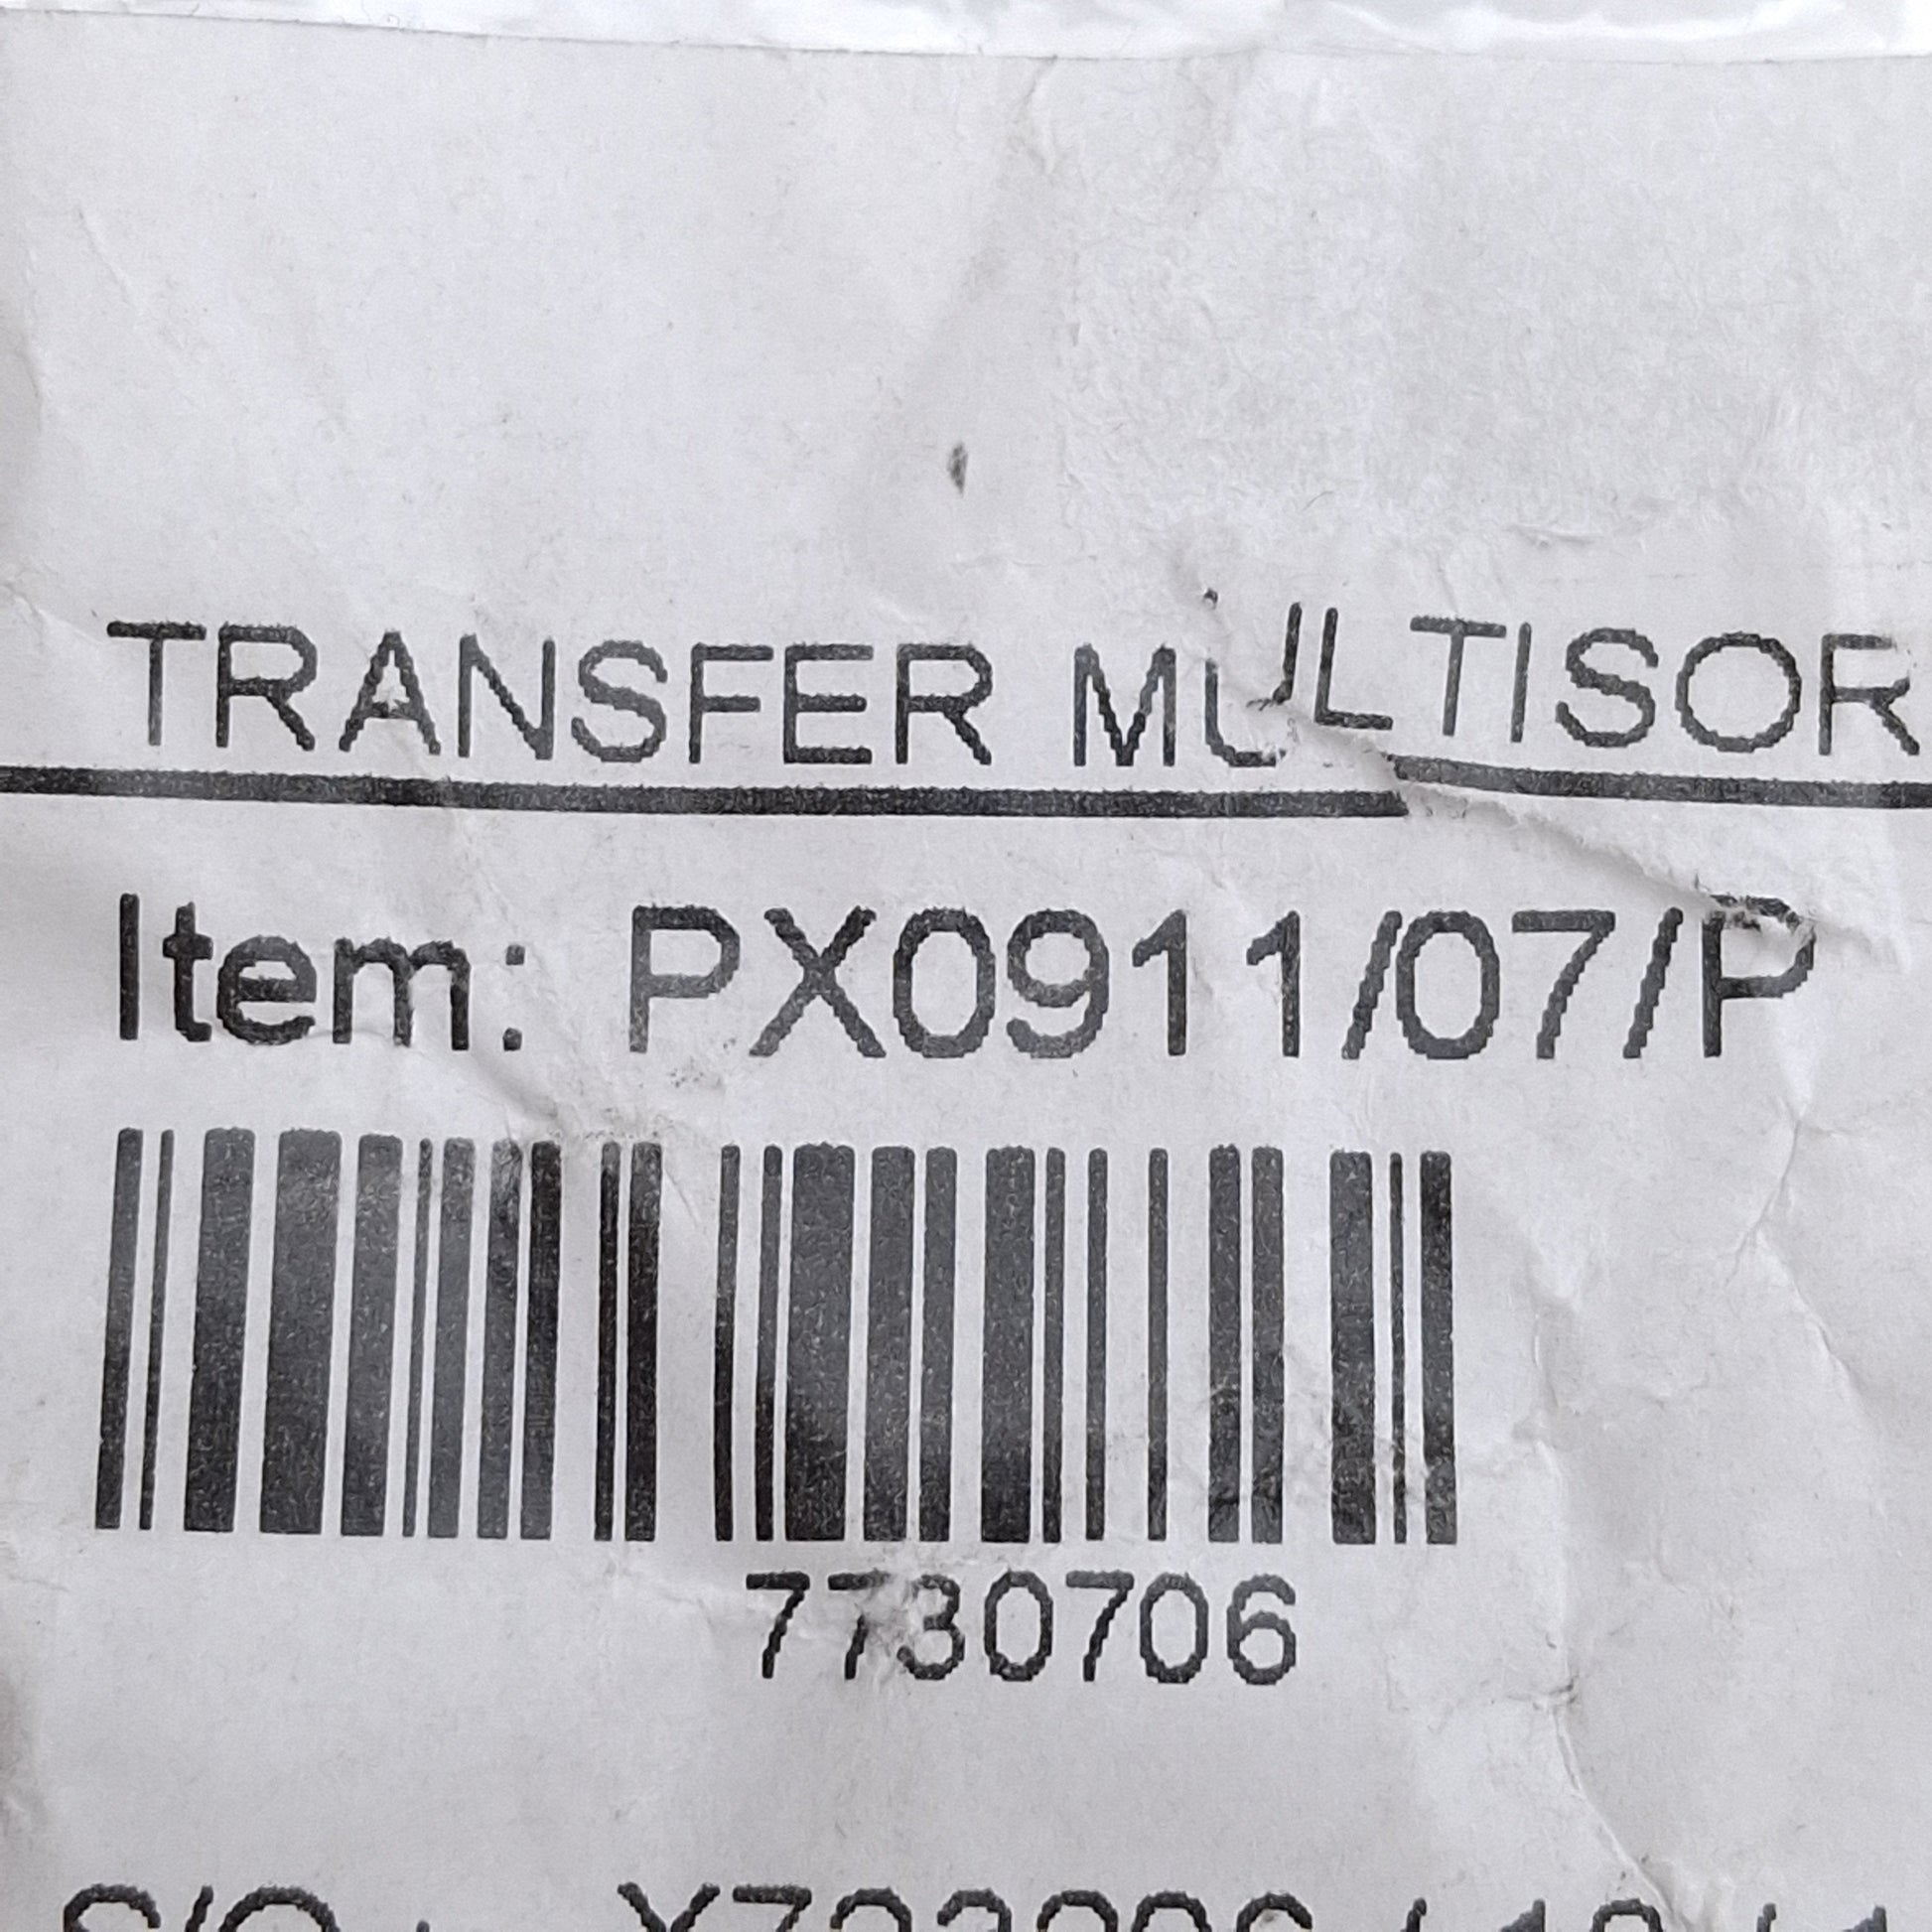 TRANSFER MULTISOR
Item: PX0911/07/P
7730706
S/O :